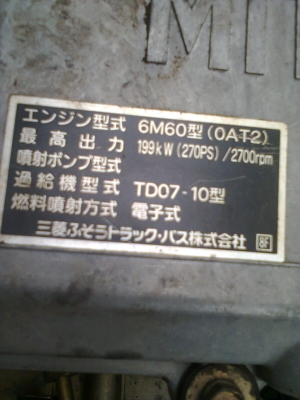 MIT
エンジン型式 6M60型(0AT2)
最高出力 199kW(270PS)/2700rpm
噴射ポンプ型式
過給機型式 TD07-10型
燃料噴射方式 電子式
三菱ふそうトラック・バス株式会社 8F